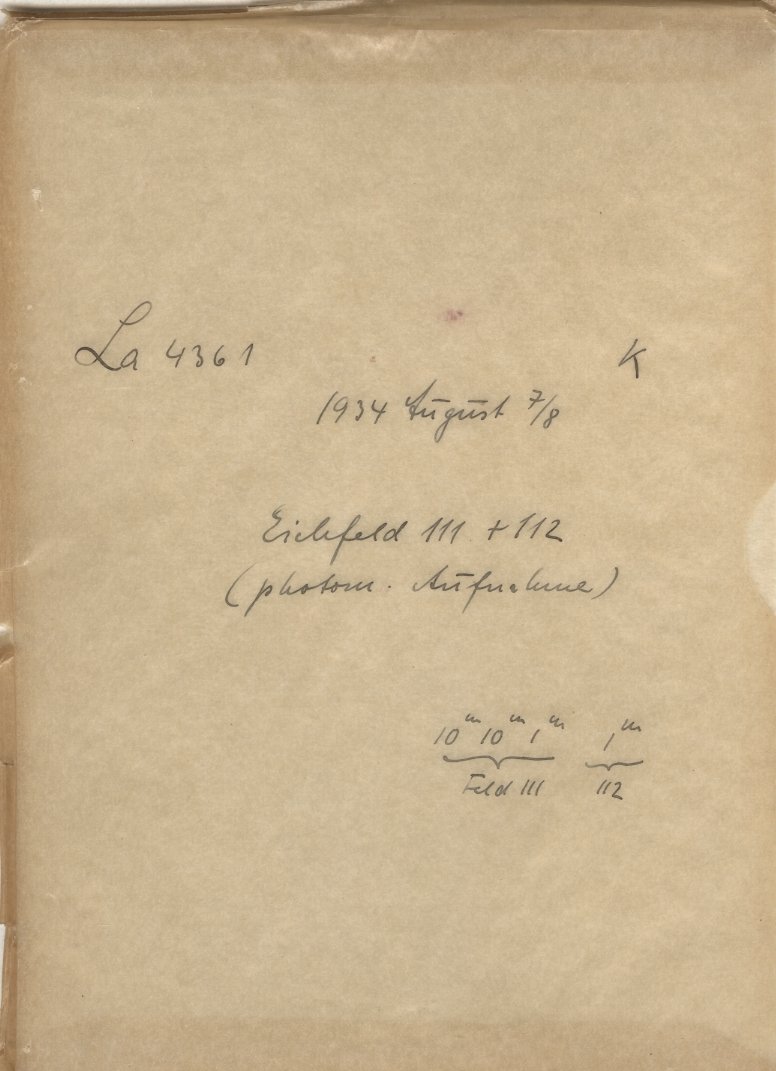 La 4361 K
1934 August 7/8
Eichfeld 111 + 112
(photom. Aufnahme)
10ᵐ 10ᵐ 1ᵐ 1ᵐ
Feld 111 112